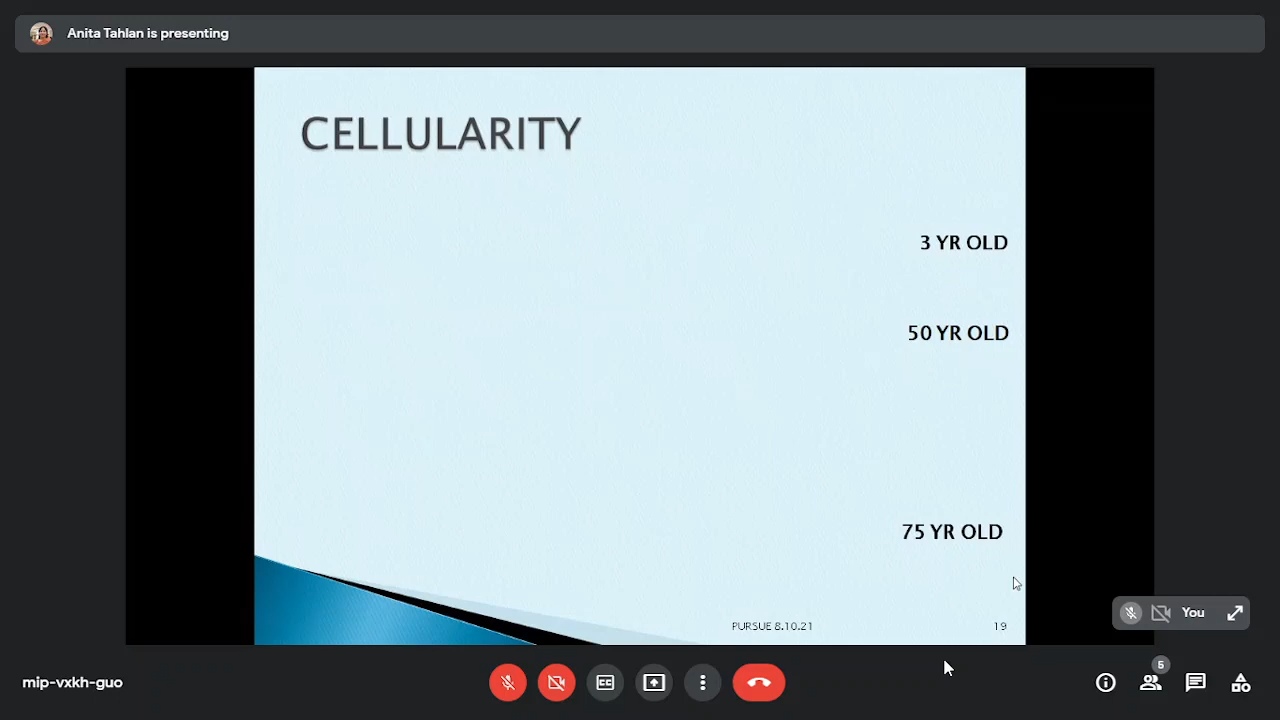 Anita Tahlan is presenting
CELLULARITY
3 YR OLD
50 YR OLD
75 YR OLD
PURSUE 8.10.21
19
You
5
mip-vxkh-guo
CC